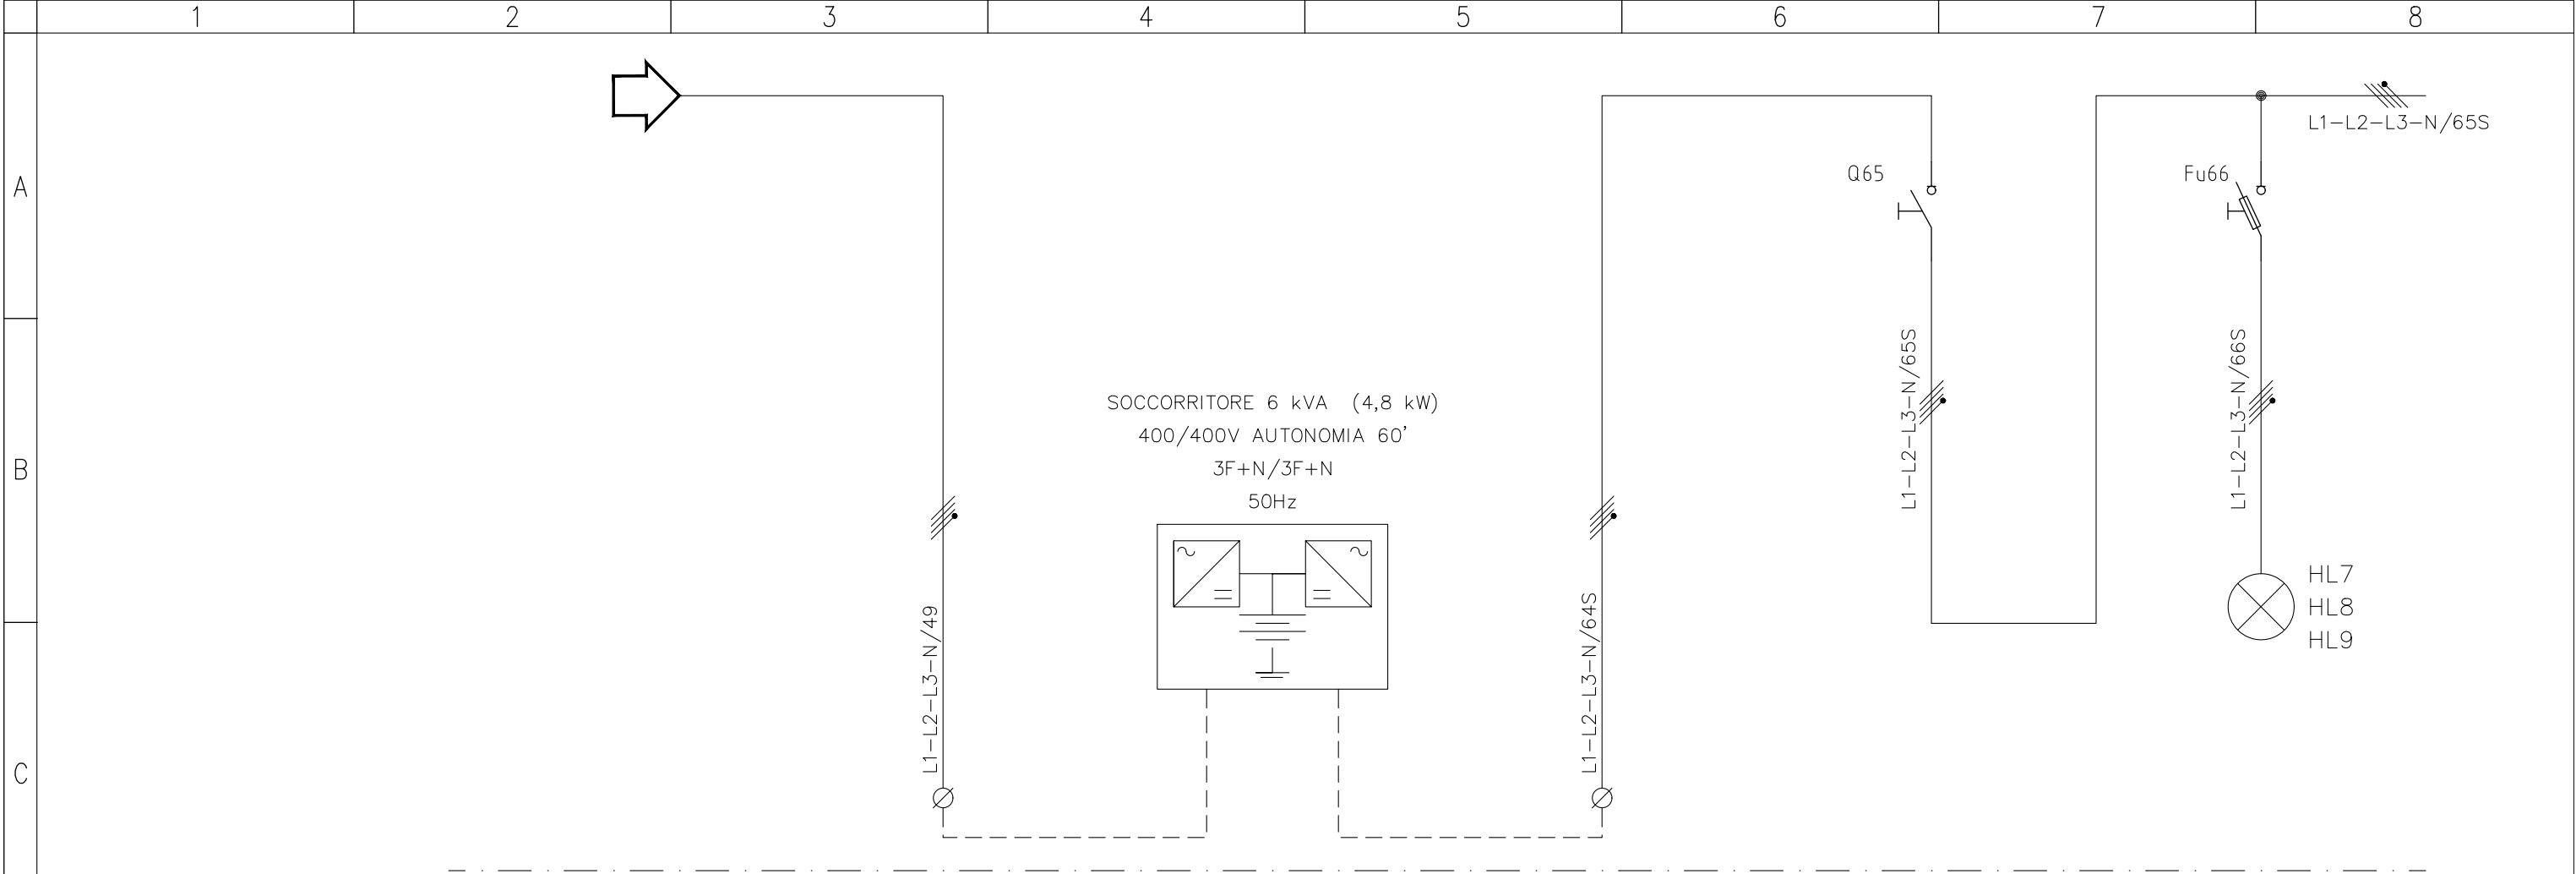 1 2 3 4 5 6 7 8
L1-L2-L3-N/65S
A
Q65
Fu66
B
SOCCORRITORE 6 kVA (4,8 kW)
400/400V AUTONOMIA 60'
3F+N/3F+N
50Hz
L1-L2-L3-N/65S
L1-L2-L3-N/66S
HL7
HL8
HL9
C
L1-L2-L3-N/49
L1-L2-L3-N/64S